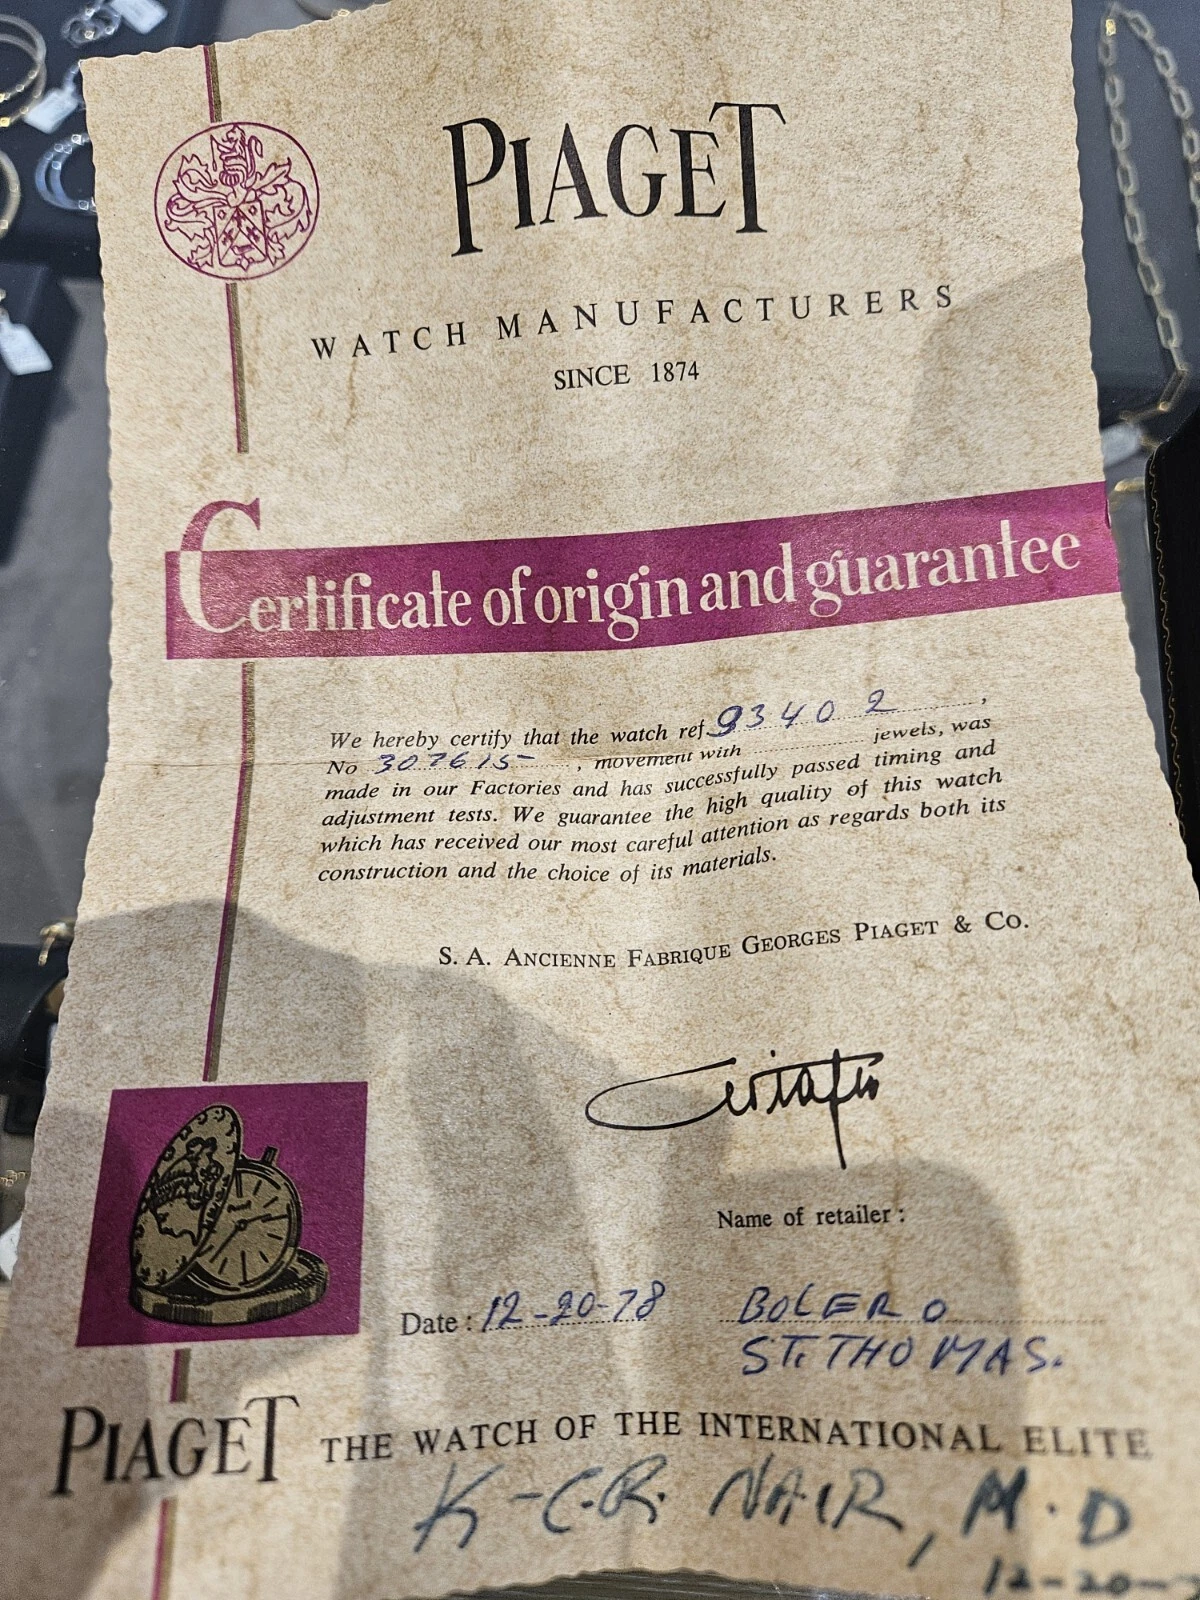 PIAGET
WATCH MANUFACTURERS
SINCE 1874
Certificate of origin and guarantee
We hereby certify that the watch ref. 93402,
No 307615, movement with jewels, was
made in our Factories and has successfully passed timing and
adjustment tests. We guarantee the high quality of this watch
which has received our most careful attention as regards both its
construction and the choice of its materials.
S. A. ANCIENNE FABRIQUE GEORGES PIAGET & CO.
Name of retailer :
Date : 12-20-78 BOLERO
ST. THOMAS.
PIAGET THE WATCH OF THE INTERNATIONAL ELITE
K-C.R. NAIR, M.D
12-20-7